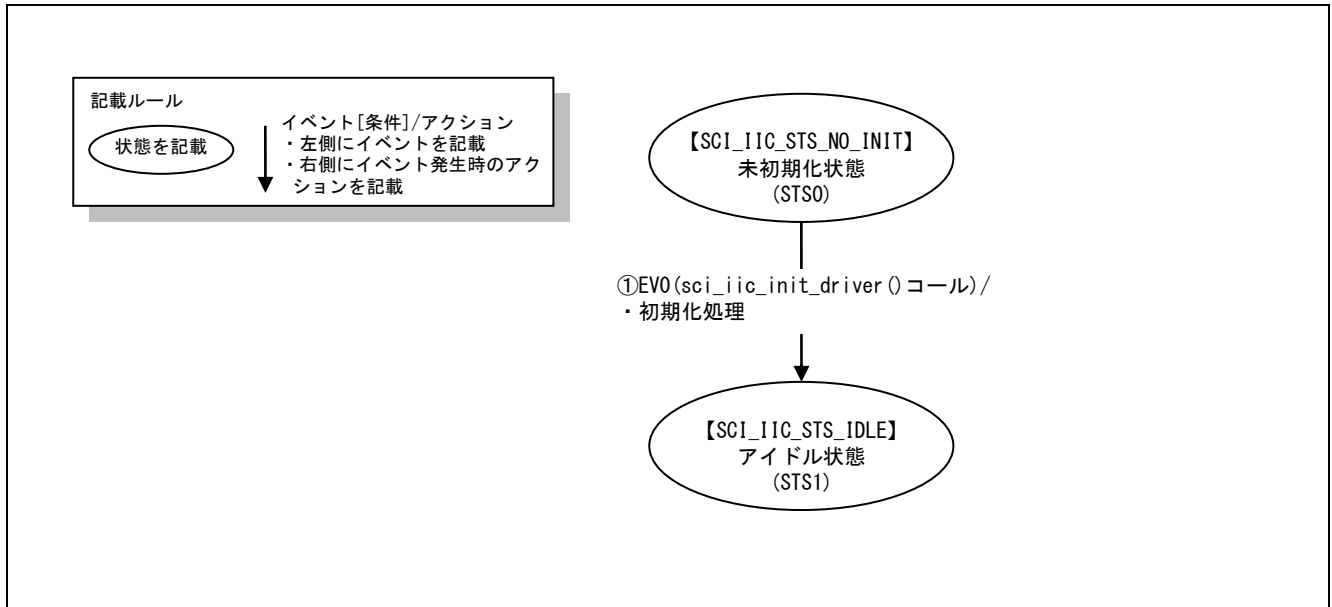 記載ルール
状態を記載
イベント[条件]/アクション
・左側にイベントを記載
・右側にイベント発生時のアク
ションを記載
【SCI_IIC_STS_NO_INIT】
未初期化状態
(STS0)
①EV0(sci_iic_init_driver()コール)/
・初期化処理
【SCI_IIC_STS_IDLE】
アイドル状態
(STS1)